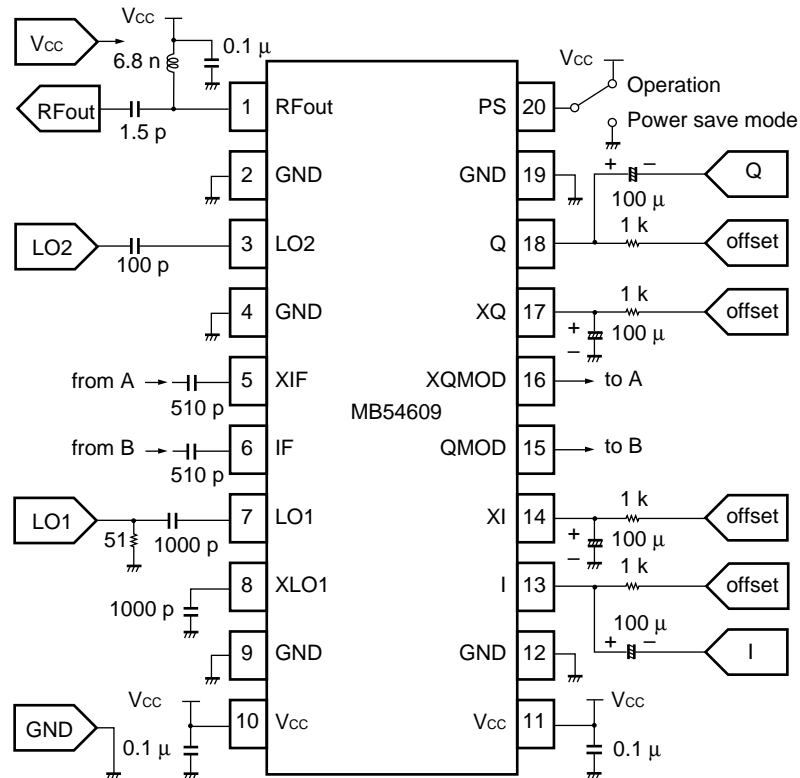 VCC
VCC
0.1 μ
6.8 n
RFout
1.5 p
1 RFout
PS 20
VCC
Operation
Power save mode
2 GND
GND 19
+ −
100 μ
Q
LO2
100 p
3 LO2
Q 18
1 k
offset
4 GND
XQ 17
1 k
offset
+
−
100 μ
from A
510 p
5 XIF
XQMOD 16
to A
MB54609
from B
510 p
6 IF
QMOD 15
to B
LO1
51
1000 p
7 LO1
XI 14
1 k
offset
+
−
100 μ
1000 p
8 XLO1
I 13
1 k
offset
100 μ
+ −
I
9 GND
GND 12
GND
VCC
0.1 μ
10 VCC
VCC 11
VCC
0.1 μ